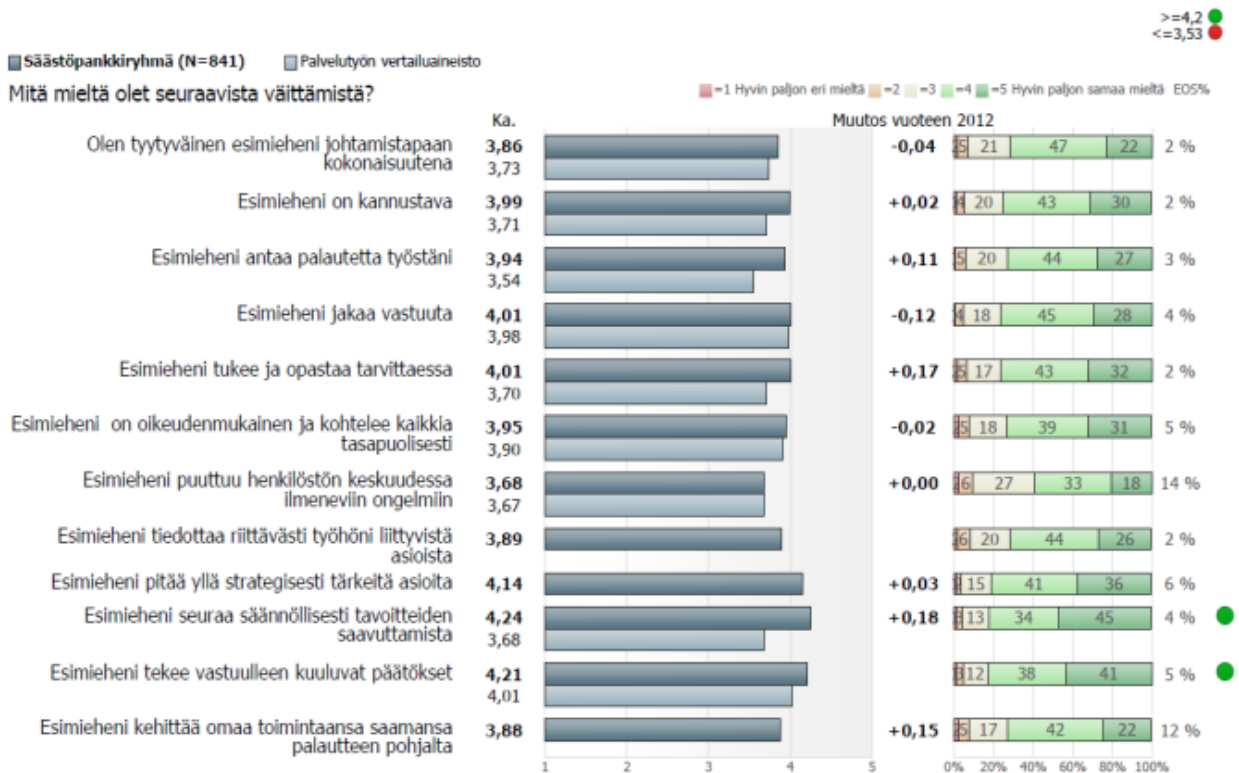 >=4,2
<=3,53
Säästöpankkiryhmä (N=841) Palvelutyön vertailuaineisto
Mitä mieltä olet seuraavista väittämistä?
=1 Hyvin paljon eri mieltä =2 =3 =4 =5 Hyvin paljon samaa mieltä EOS%
Ka. Muutos vuoteen 2012
Olen tyytyväinen esimieheni johtamistapaan 3,86 -0,04 25 21 47 22 2 %
kokonaisuutena 3,73
Esimieheni on kannustava 3,99 +0,02 4 20 43 30 2 %
3,71
Esimieheni antaa palautetta työstäni 3,94 +0,11 5 20 44 27 3 %
3,54
Esimieheni jakaa vastuuta 4,01 -0,12 4 18 45 28 4 %
3,98
Esimieheni tukee ja opastaa tarvittaessa 4,01 +0,17 25 17 43 32 2 %
3,70
Esimieheni on oikeudenmukainen ja kohtelee kaikkia 3,95 -0,02 25 18 39 31 5 %
tasapuolisesti 3,90
Esimieheni puuttuu henkilöstön keskuudessa 3,68 +0,00 26 27 33 18 14 %
ilmeneviin ongelmiin 3,67
Esimieheni tiedottaa riittävästi työhöni liittyvistä 3,89 26 20 44 26 2 %
asioista
Esimieheni pitää yllä strategisesti tärkeitä asioita 4,14 +0,03 15 41 36 6 %
Esimieheni seuraa säännöllisesti tavoitteiden 4,24 +0,18 13 34 45 4 %
saavuttamista 3,68
Esimieheni tekee vastuulleen kuuluvat päätökset 4,21 3 12 38 41 5 %
4,01
Esimieheni kehittää omaa toimintaansa saamansa 3,88 +0,15 25 17 42 22 12 %
palautteen pohjalta
1 2 3 4 5 0% 20% 40% 60% 80% 100%